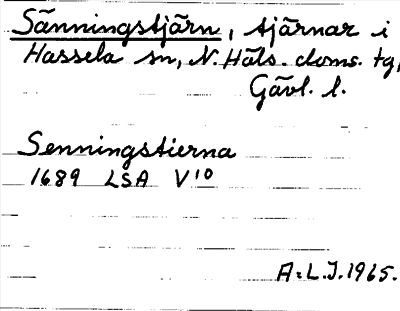 Sänningstjärn, tjärnar i
Hassela sn, N. Häls. doms. tg,
Gävl. l.
Senningstierna
1689 LSA V10
A.L.J. 1965.